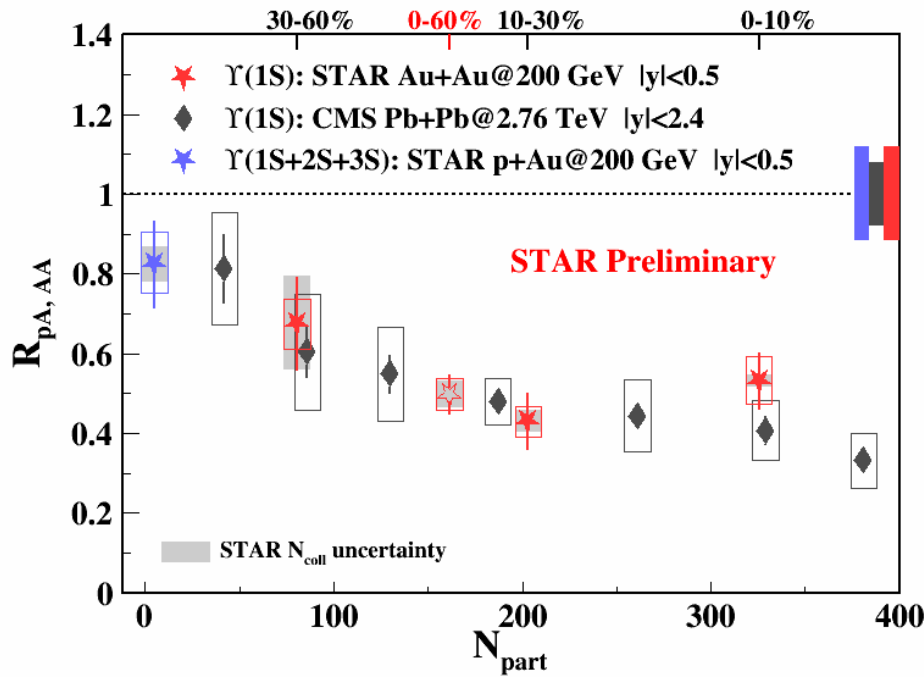 30-60% 0-60% 10-30% 0-10%
1.4
ϒ(1S): STAR Au+Au@200 GeV |y|<0.5
1.2
ϒ(1S): CMS Pb+Pb@2.76 TeV |y|<2.4
ϒ(1S+2S+3S): STAR p+Au@200 GeV |y|<0.5
1
STAR Preliminary
0.8
R_pA, AA
0.6
0.4
0.2
STAR N_coll uncertainty
0
0 100 200 300 400
N_part